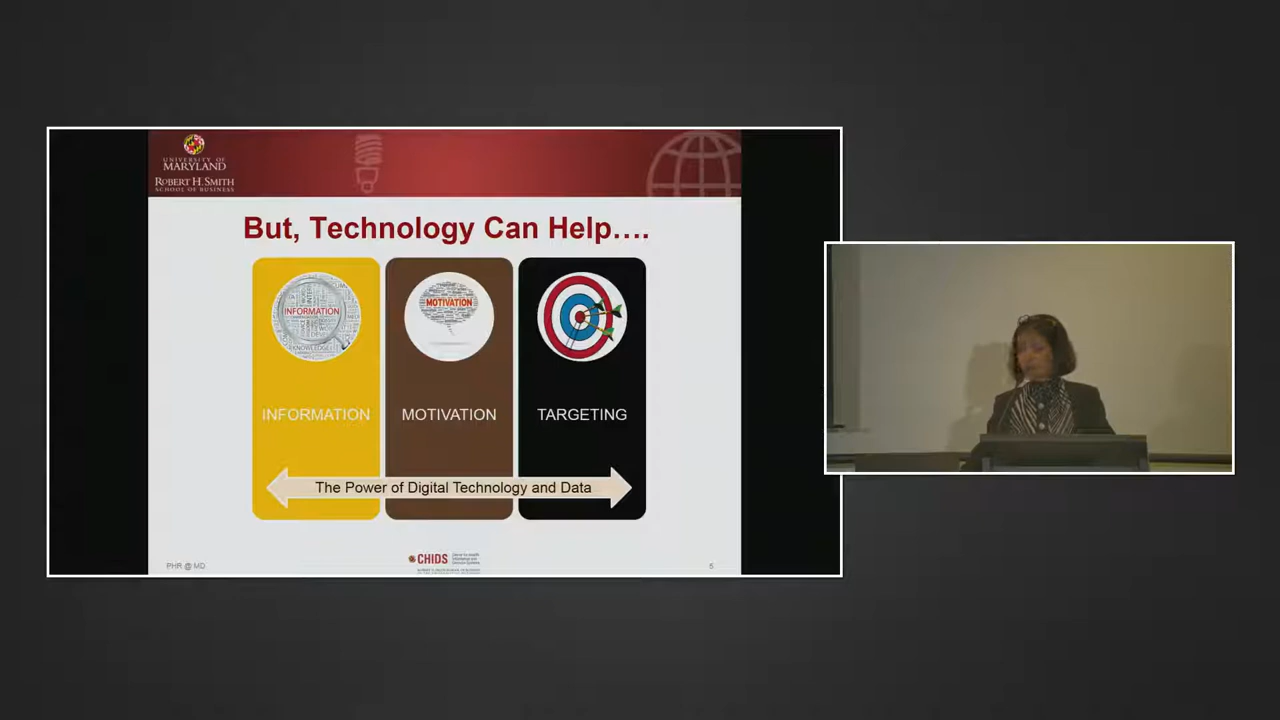 UNIVERSITY OF
MARYLAND
ROBERT H. SMITH
SCHOOL OF BUSINESS
But, Technology Can Help….
INFORMATION
MOTIVATION
INFORMATION
MOTIVATION
TARGETING
The Power of Digital Technology and Data
PHR @ MD
CHIDS
5